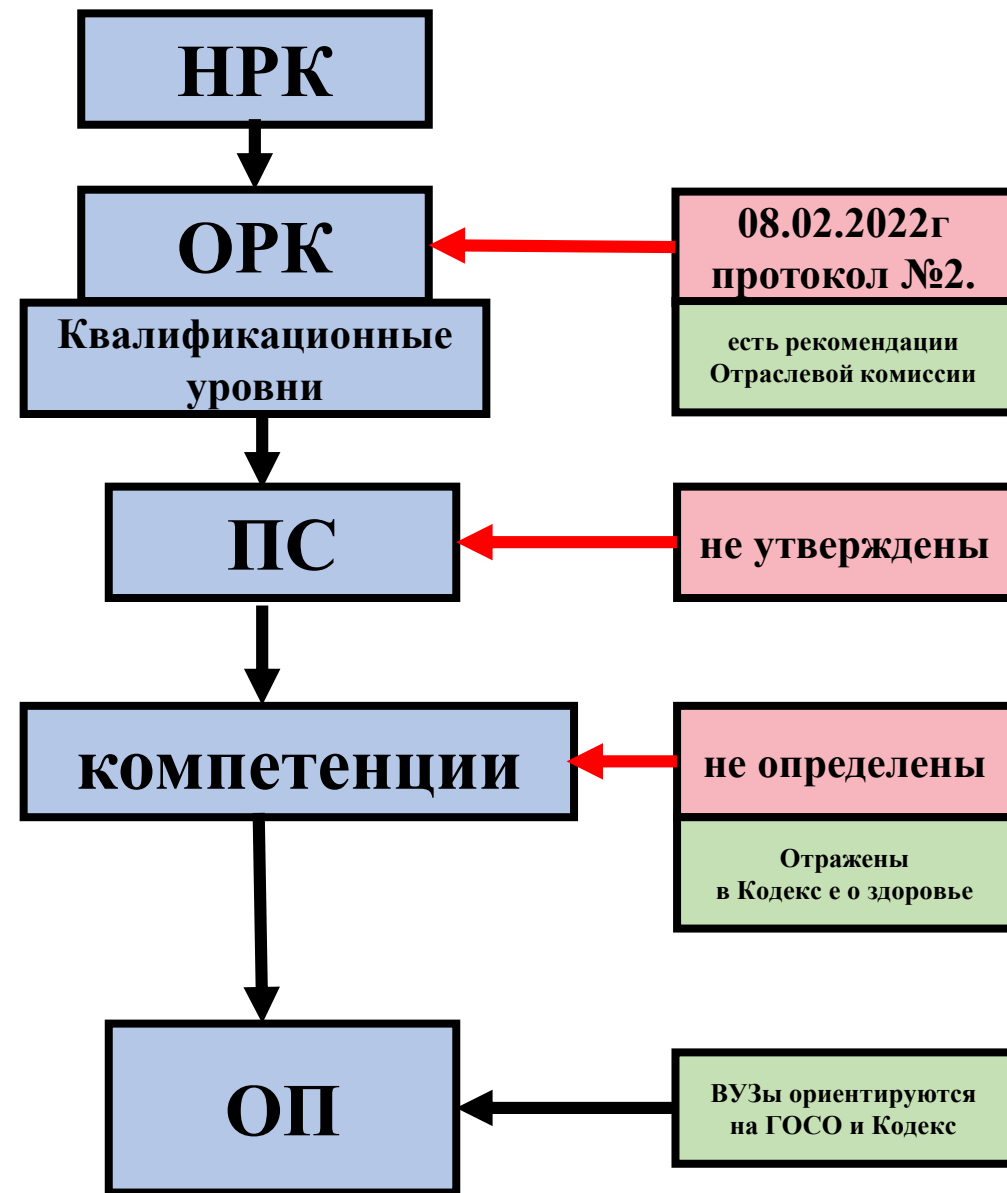 НРК
ОРК
08.02.2022г
протокол №2.
Квалификационные
уровни
есть рекомендации
Отраслевой комиссии
ПС
не утверждены
компетенции
не определены
Отражены
в Кодекс е о здоровье
ОП
ВУЗы ориентируются
на ГОСО и Кодекс